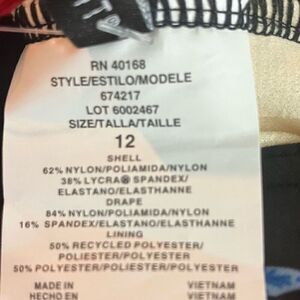 RN 40168
STYLE/ESTILO/MODELE
674217
LOT 6002467
SIZE/TALLA/TAILLE
12
SHELL
62% NYLON/POLIAMIDA/NYLON
38% LYCRA® SPANDEX/
ELASTANO/ELASTHANNE
DRAPE
84% NYLON/POLIAMIDA/NYLON
16% SPANDEX/ELASTANO/ELASTHANNE
LINING
50% RECYCLED POLYESTER/
POLIESTER/POLYESTER
50% POLYESTER/POLIESTER/POLYESTER
MADE IN VIETNAM
HECHO EN VIETNAM